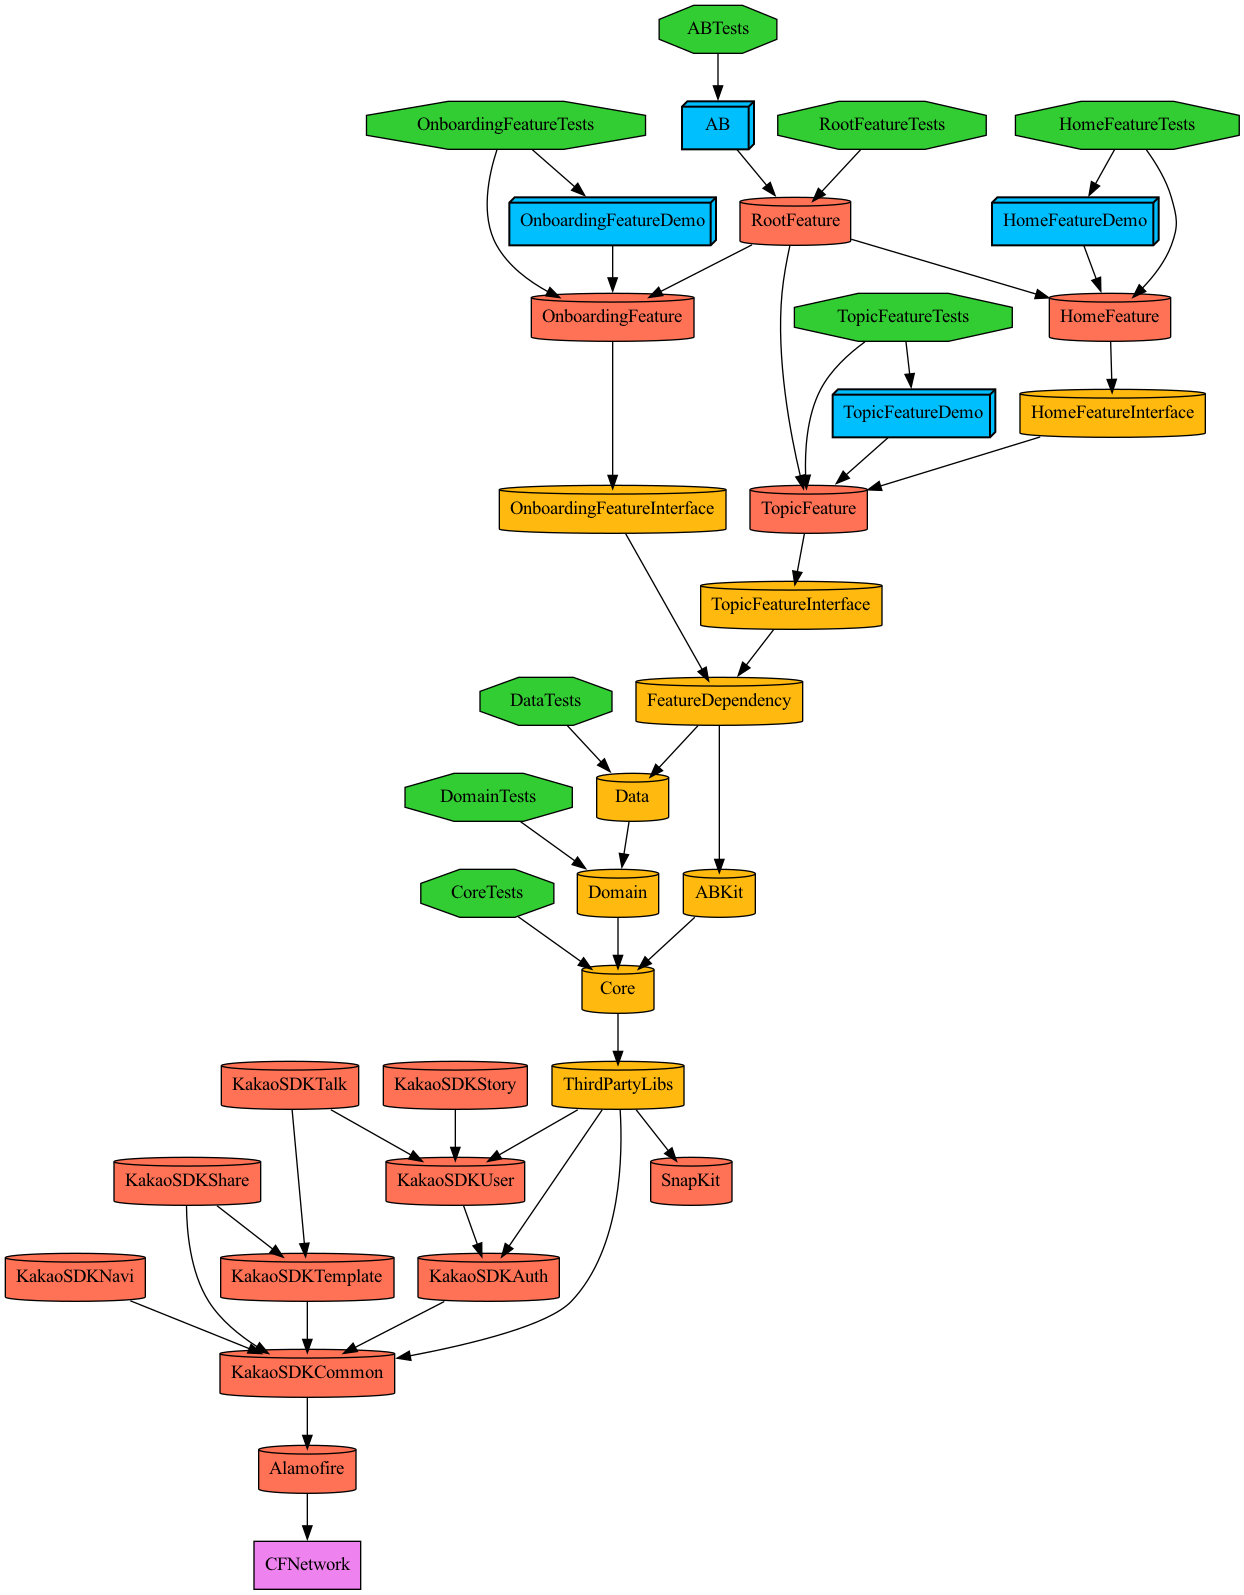 ABTests
OnboardingFeatureTests
AB
RootFeatureTests
HomeFeatureTests
OnboardingFeatureDemo
RootFeature
HomeFeatureDemo
OnboardingFeature
TopicFeatureTests
HomeFeature
TopicFeatureDemo
HomeFeatureInterface
OnboardingFeatureInterface
TopicFeature
TopicFeatureInterface
DataTests
FeatureDependency
DomainTests
Data
CoreTests
Domain
ABKit
Core
KakaoSDKTalk
KakaoSDKStory
ThirdPartyLibs
KakaoSDKShare
KakaoSDKUser
SnapKit
KakaoSDKNavi
KakaoSDKTemplate
KakaoSDKAuth
KakaoSDKCommon
Alamofire
CFNetwork